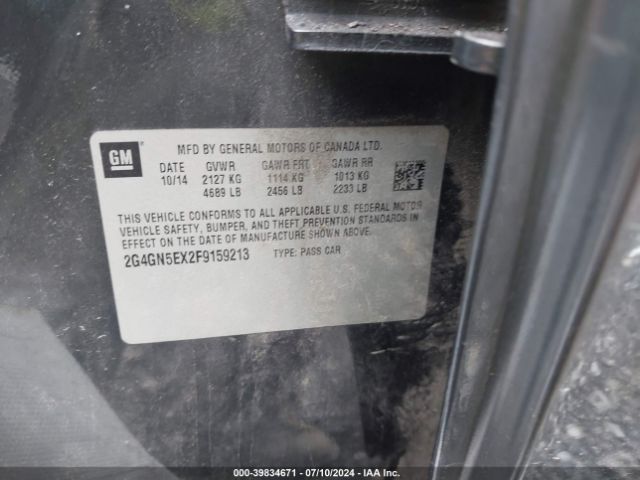 GM
MFD BY GENERAL MOTORS OF CANADA LTD.
DATE GVWR GAWR FRT GAWR RR
10/14 2127 KG 1114 KG 1013 KG
4689 LB 2456 LB 2233 LB
THIS VEHICLE CONFORMS TO ALL APPLICABLE U.S. FEDERAL MOTOR
VEHICLE SAFETY, BUMPER, AND THEFT PREVENTION STANDARDS IN
EFFECT ON THE DATE OF MANUFACTURE SHOWN ABOVE.
2G4GN5EX2F9159213 TYPE: PASS CAR
000-39834671 - 07/10/2024 - IAA Inc.